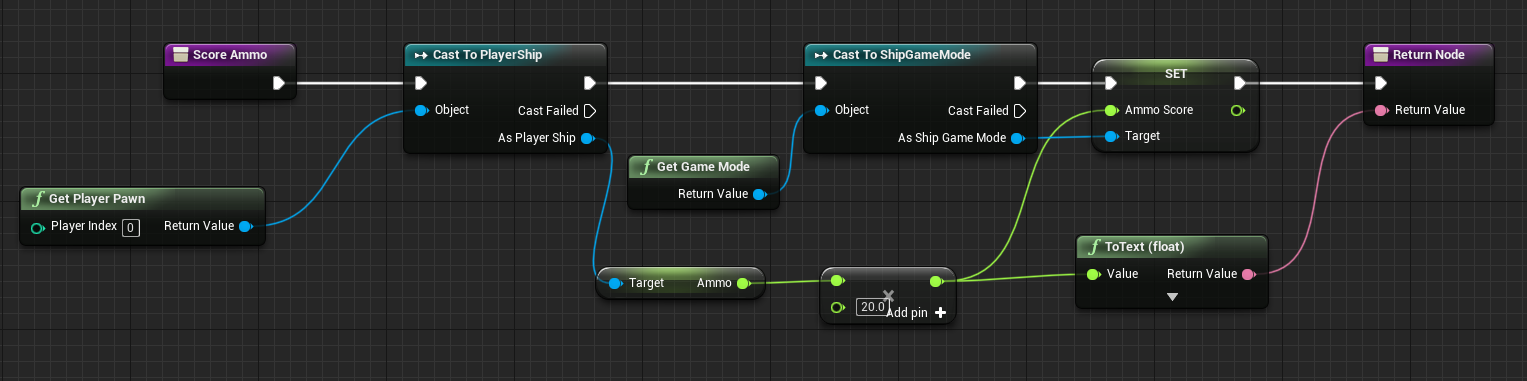 Score Ammo
Cast To PlayerShip
Object
Cast Failed
As Player Ship
Get Player Pawn
Player Index 0 Return Value
Get Game Mode
Return Value
Cast To ShipGameMode
Object
Cast Failed
As Ship Game Mode
SET
Ammo Score
Target
Return Node
Return Value
Target Ammo
20.0
Add pin
ToText (float)
Value Return Value